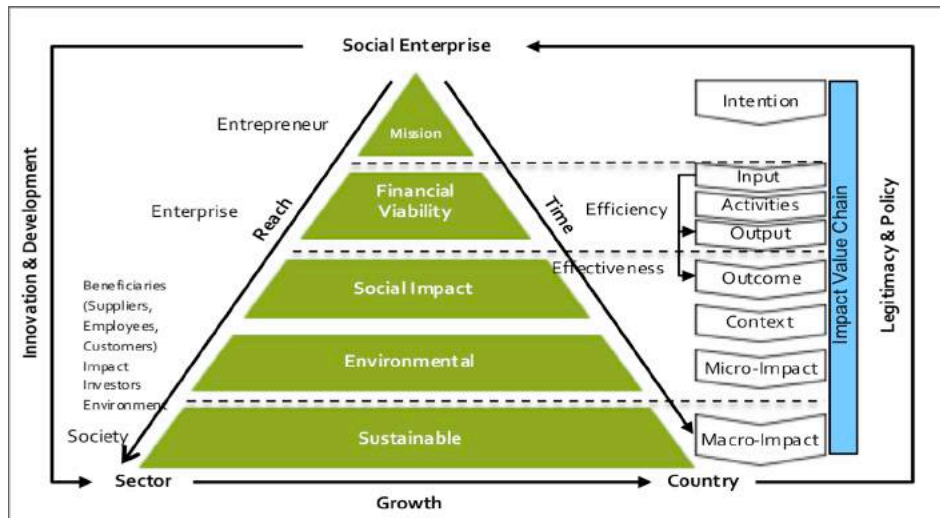 Social Enterprise
Intention
Entrepreneur
Mission
Input
Financial
Viability
Enterprise
Reach
Time
Efficiency
Activities
Output
Effectiveness
Social Impact
Outcome
Beneficiaries
(Suppliers,
Employees,
Customers)
Impact
Investors
Environment
Context
Environmental
Micro-Impact
Society
Sustainable
Macro-Impact
Innovation & Development
Impact Value Chain
Legitimacy & Policy
Sector
Growth
Country